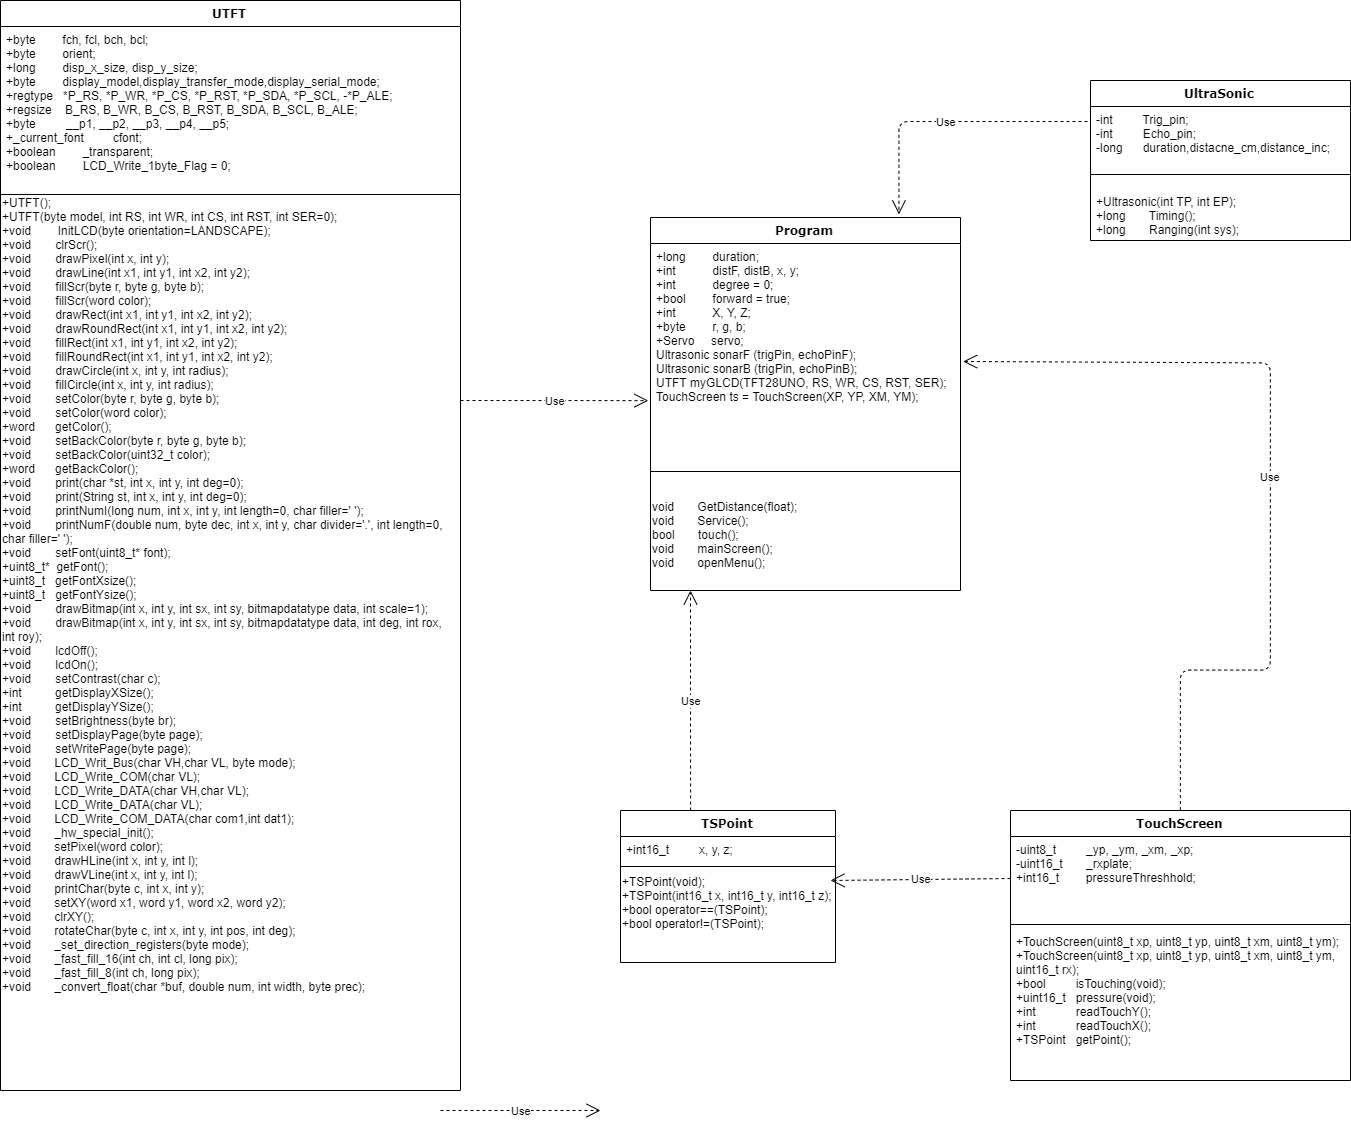 UTFT
+byte fch, fcl, bch, bcl;
+byte orient;
+long disp_x_size, disp_y_size;
+byte display_model,display_transfer_mode,display_serial_mode;
+regtype *P_RS, *P_WR, *P_CS, *P_RST, *P_SDA, *P_SCL, -*P_ALE;
+regsize B_RS, B_WR, B_CS, B_RST, B_SDA, B_SCL, B_ALE;
+byte __p1, __p2, __p3, __p4, __p5;
+_current_font cfont;
+boolean _transparent;
+boolean LCD_Write_1byte_Flag = 0;
+UTFT();
+UTFT(byte model, int RS, int WR, int CS, int RST, int SER=0);
+void InitLCD(byte orientation=LANDSCAPE);
+void clrScr();
+void drawPixel(int x, int y);
+void drawLine(int x1, int y1, int x2, int y2);
+void fillScr(byte r, byte g, byte b);
+void fillScr(word color);
+void drawRect(int x1, int y1, int x2, int y2);
+void drawRoundRect(int x1, int y1, int x2, int y2);
+void fillRect(int x1, int y1, int x2, int y2);
+void fillRoundRect(int x1, int y1, int x2, int y2);
+void drawCircle(int x, int y, int radius);
+void fillCircle(int x, int y, int radius);
+void setColor(byte r, byte g, byte b);
+void setColor(word color);
+word getColor();
+void setBackColor(byte r, byte g, byte b);
+void setBackColor(uint32_t color);
+word getBackColor();
+void print(char *st, int x, int y, int deg=0);
+void print(String st, int x, int y, int deg=0);
+void printNumI(long num, int x, int y, int length=0, char filler=' ');
+void printNumF(double num, byte dec, int x, int y, char divider='.', int length=0,
char filler=' ');
+void setFont(uint8_t* font);
+uint8_t* getFont();
+uint8_t getFontXsize();
+uint8_t getFontYsize();
+void drawBitmap(int x, int y, int sx, int sy, bitmapdatatype data, int scale=1);
+void drawBitmap(int x, int y, int sx, int sy, bitmapdatatype data, int deg, int rox,
int roy);
+void lcdOff();
+void lcdOn();
+void setContrast(char c);
+int getDisplayXSize();
+int getDisplayYSize();
+void setBrightness(byte br);
+void setDisplayPage(byte page);
+void setWritePage(byte page);
+void LCD_Writ_Bus(char VH,char VL, byte mode);
+void LCD_Write_COM(char VL);
+void LCD_Write_DATA(char VH,char VL);
+void LCD_Write_DATA(char VL);
+void LCD_Write_COM_DATA(char com1,int dat1);
+void _hw_special_init();
+void setPixel(word color);
+void drawHLine(int x, int y, int l);
+void drawVLine(int x, int y, int l);
+void printChar(byte c, int x, int y);
+void setXY(word x1, word y1, word x2, word y2);
+void clrXY();
+void rotateChar(byte c, int x, int y, int pos, int deg);
+void _set_direction_registers(byte mode);
+void _fast_fill_16(int ch, int cl, long pix);
+void _fast_fill_8(int ch, long pix);
+void _convert_float(char *buf, double num, int width, byte prec);
Use
Program
+long duration;
+int distF, distB, x, y;
+int degree = 0;
+bool forward = true;
+int X, Y, Z;
+byte r, g, b;
+Servo servo;
Ultrasonic sonarF (trigPin, echoPinF);
Ultrasonic sonarB (trigPin, echoPinB);
UTFT myGLCD(TFT28UNO, RS, WR, CS, RST, SER);
TouchScreen ts = TouchScreen(XP, YP, XM, YM);
void GetDistance(float);
void Service();
bool touch();
void mainScreen();
void openMenu();
Use
UltraSonic
-int Trig_pin;
-int Echo_pin;
-long duration,distacne_cm,distance_inc;
+Ultrasonic(int TP, int EP);
+long Timing();
+long Ranging(int sys);
Use
Use
TSPoint
+int16_t x, y, z;
+TSPoint(void);
+TSPoint(int16_t x, int16_t y, int16_t z);
+bool operator==(TSPoint);
+bool operator!=(TSPoint);
Use
TouchScreen
-uint8_t _yp, _ym, _xm, _xp;
-uint16_t _rxplate;
+int16_t pressureThreshhold;
+TouchScreen(uint8_t xp, uint8_t yp, uint8_t xm, uint8_t ym);
+TouchScreen(uint8_t xp, uint8_t yp, uint8_t xm, uint8_t ym,
uint16_t rx);
+bool isTouching(void);
+uint16_t pressure(void);
+int readTouchY();
+int readTouchX();
+TSPoint getPoint();
Use